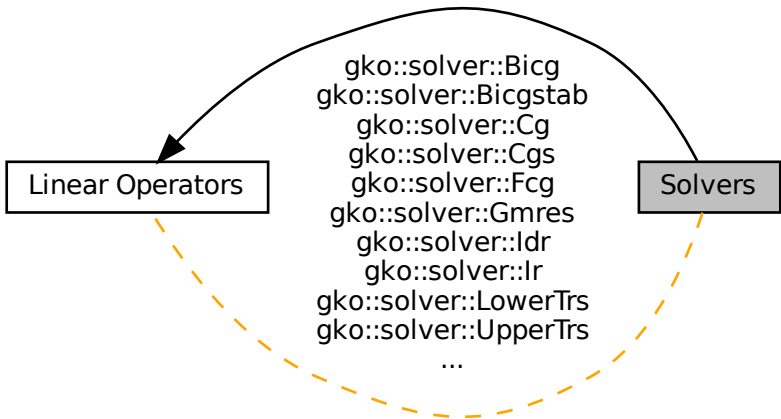 gko::solver::Bicg
gko::solver::Bicgstab
gko::solver::Cg
gko::solver::Cgs
gko::solver::Fcg
gko::solver::Gmres
gko::solver::Idr
gko::solver::Ir
gko::solver::LowerTrs
gko::solver::UpperTrs
...
Linear Operators
Solvers